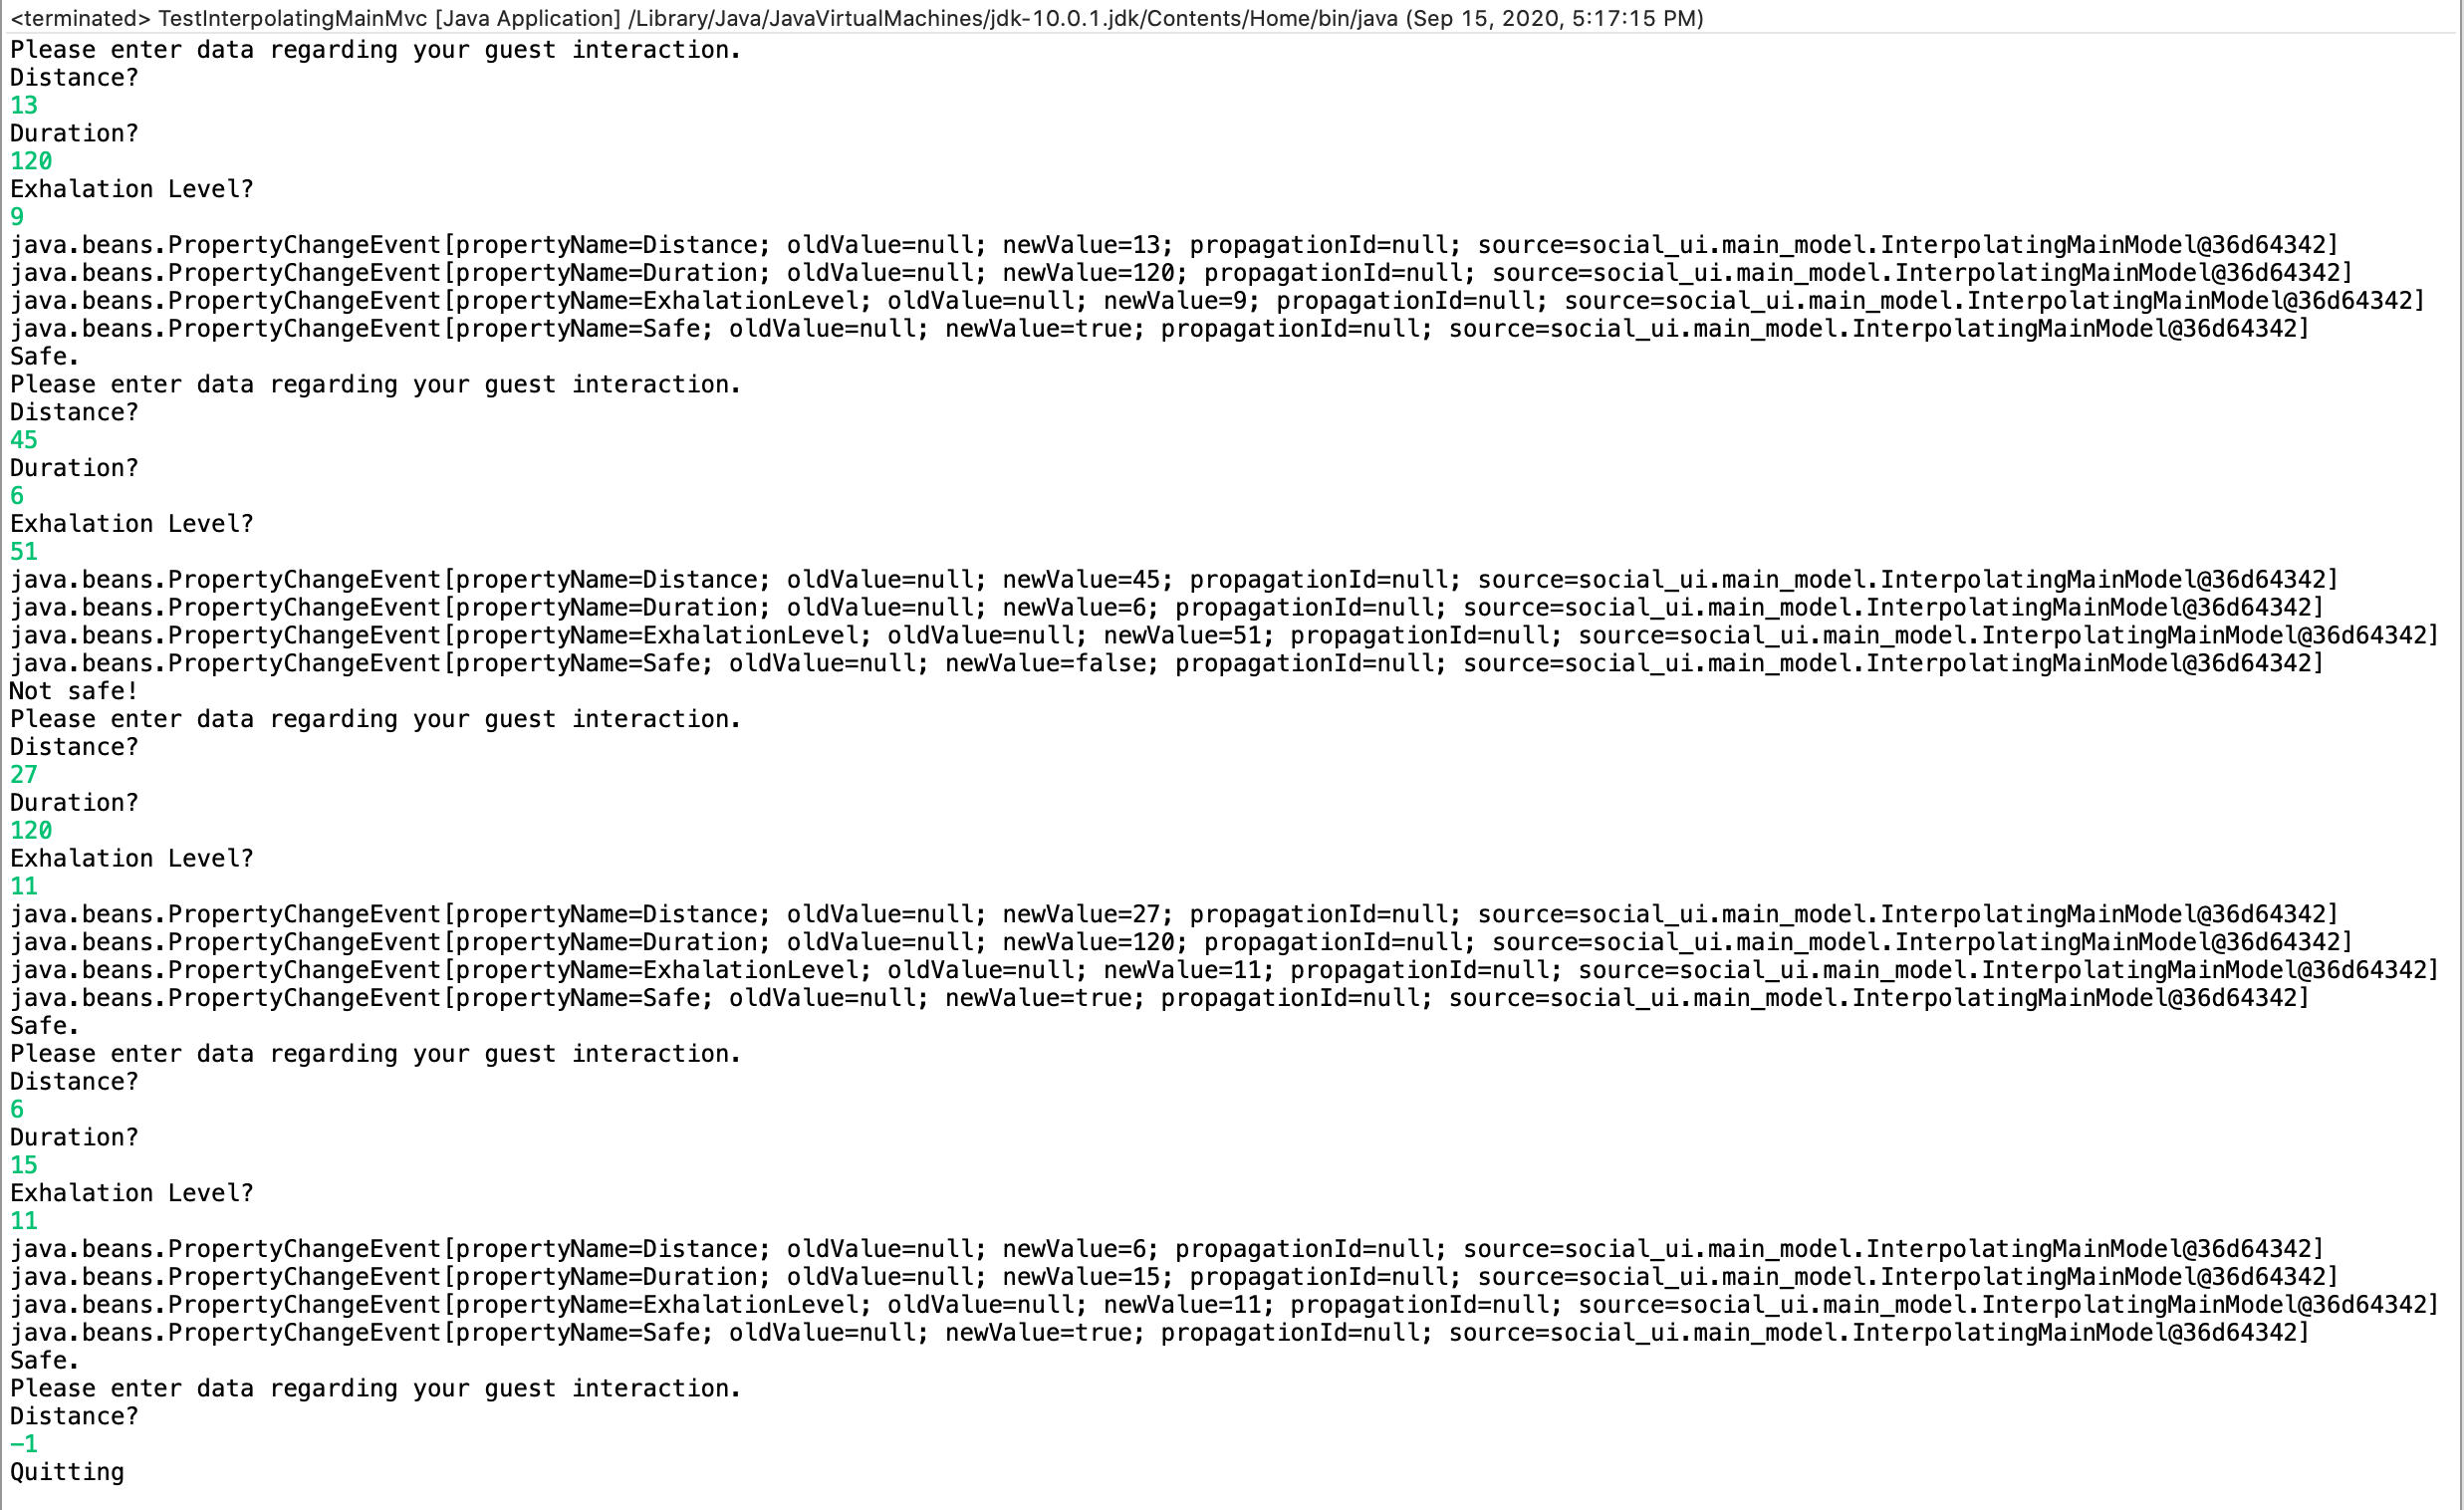 <terminated> TestInterpolatingMainMvc [Java Application] /Library/Java/JavaVirtualMachines/jdk-10.0.1.jdk/Contents/Home/bin/java (Sep 15, 2020, 5:17:15 PM)
Please enter data regarding your guest interaction.
Distance?
13
Duration?
120
Exhalation Level?
9
java.beans.PropertyChangeEvent[propertyName=Distance; oldValue=null; newValue=13; propagationId=null; source=social_ui.main_model.InterpolatingMainModel@36d64342]
java.beans.PropertyChangeEvent[propertyName=Duration; oldValue=null; newValue=120; propagationId=null; source=social_ui.main_model.InterpolatingMainModel@36d64342]
java.beans.PropertyChangeEvent[propertyName=ExhalationLevel; oldValue=null; newValue=9; propagationId=null; source=social_ui.main_model.InterpolatingMainModel@36d64342]
java.beans.PropertyChangeEvent[propertyName=Safe; oldValue=null; newValue=true; propagationId=null; source=social_ui.main_model.InterpolatingMainModel@36d64342]
Safe.
Please enter data regarding your guest interaction.
Distance?
45
Duration?
6
Exhalation Level?
51
java.beans.PropertyChangeEvent[propertyName=Distance; oldValue=null; newValue=45; propagationId=null; source=social_ui.main_model.InterpolatingMainModel@36d64342]
java.beans.PropertyChangeEvent[propertyName=Duration; oldValue=null; newValue=6; propagationId=null; source=social_ui.main_model.InterpolatingMainModel@36d64342]
java.beans.PropertyChangeEvent[propertyName=ExhalationLevel; oldValue=null; newValue=51; propagationId=null; source=social_ui.main_model.InterpolatingMainModel@36d64342]
java.beans.PropertyChangeEvent[propertyName=Safe; oldValue=null; newValue=false; propagationId=null; source=social_ui.main_model.InterpolatingMainModel@36d64342]
Not safe!
Please enter data regarding your guest interaction.
Distance?
27
Duration?
120
Exhalation Level?
11
java.beans.PropertyChangeEvent[propertyName=Distance; oldValue=null; newValue=27; propagationId=null; source=social_ui.main_model.InterpolatingMainModel@36d64342]
java.beans.PropertyChangeEvent[propertyName=Duration; oldValue=null; newValue=120; propagationId=null; source=social_ui.main_model.InterpolatingMainModel@36d64342]
java.beans.PropertyChangeEvent[propertyName=ExhalationLevel; oldValue=null; newValue=11; propagationId=null; source=social_ui.main_model.InterpolatingMainModel@36d64342]
java.beans.PropertyChangeEvent[propertyName=Safe; oldValue=null; newValue=true; propagationId=null; source=social_ui.main_model.InterpolatingMainModel@36d64342]
Safe.
Please enter data regarding your guest interaction.
Distance?
6
Duration?
15
Exhalation Level?
11
java.beans.PropertyChangeEvent[propertyName=Distance; oldValue=null; newValue=6; propagationId=null; source=social_ui.main_model.InterpolatingMainModel@36d64342]
java.beans.PropertyChangeEvent[propertyName=Duration; oldValue=null; newValue=15; propagationId=null; source=social_ui.main_model.InterpolatingMainModel@36d64342]
java.beans.PropertyChangeEvent[propertyName=ExhalationLevel; oldValue=null; newValue=11; propagationId=null; source=social_ui.main_model.InterpolatingMainModel@36d64342]
java.beans.PropertyChangeEvent[propertyName=Safe; oldValue=null; newValue=true; propagationId=null; source=social_ui.main_model.InterpolatingMainModel@36d64342]
Safe.
Please enter data regarding your guest interaction.
Distance?
-1
Quitting